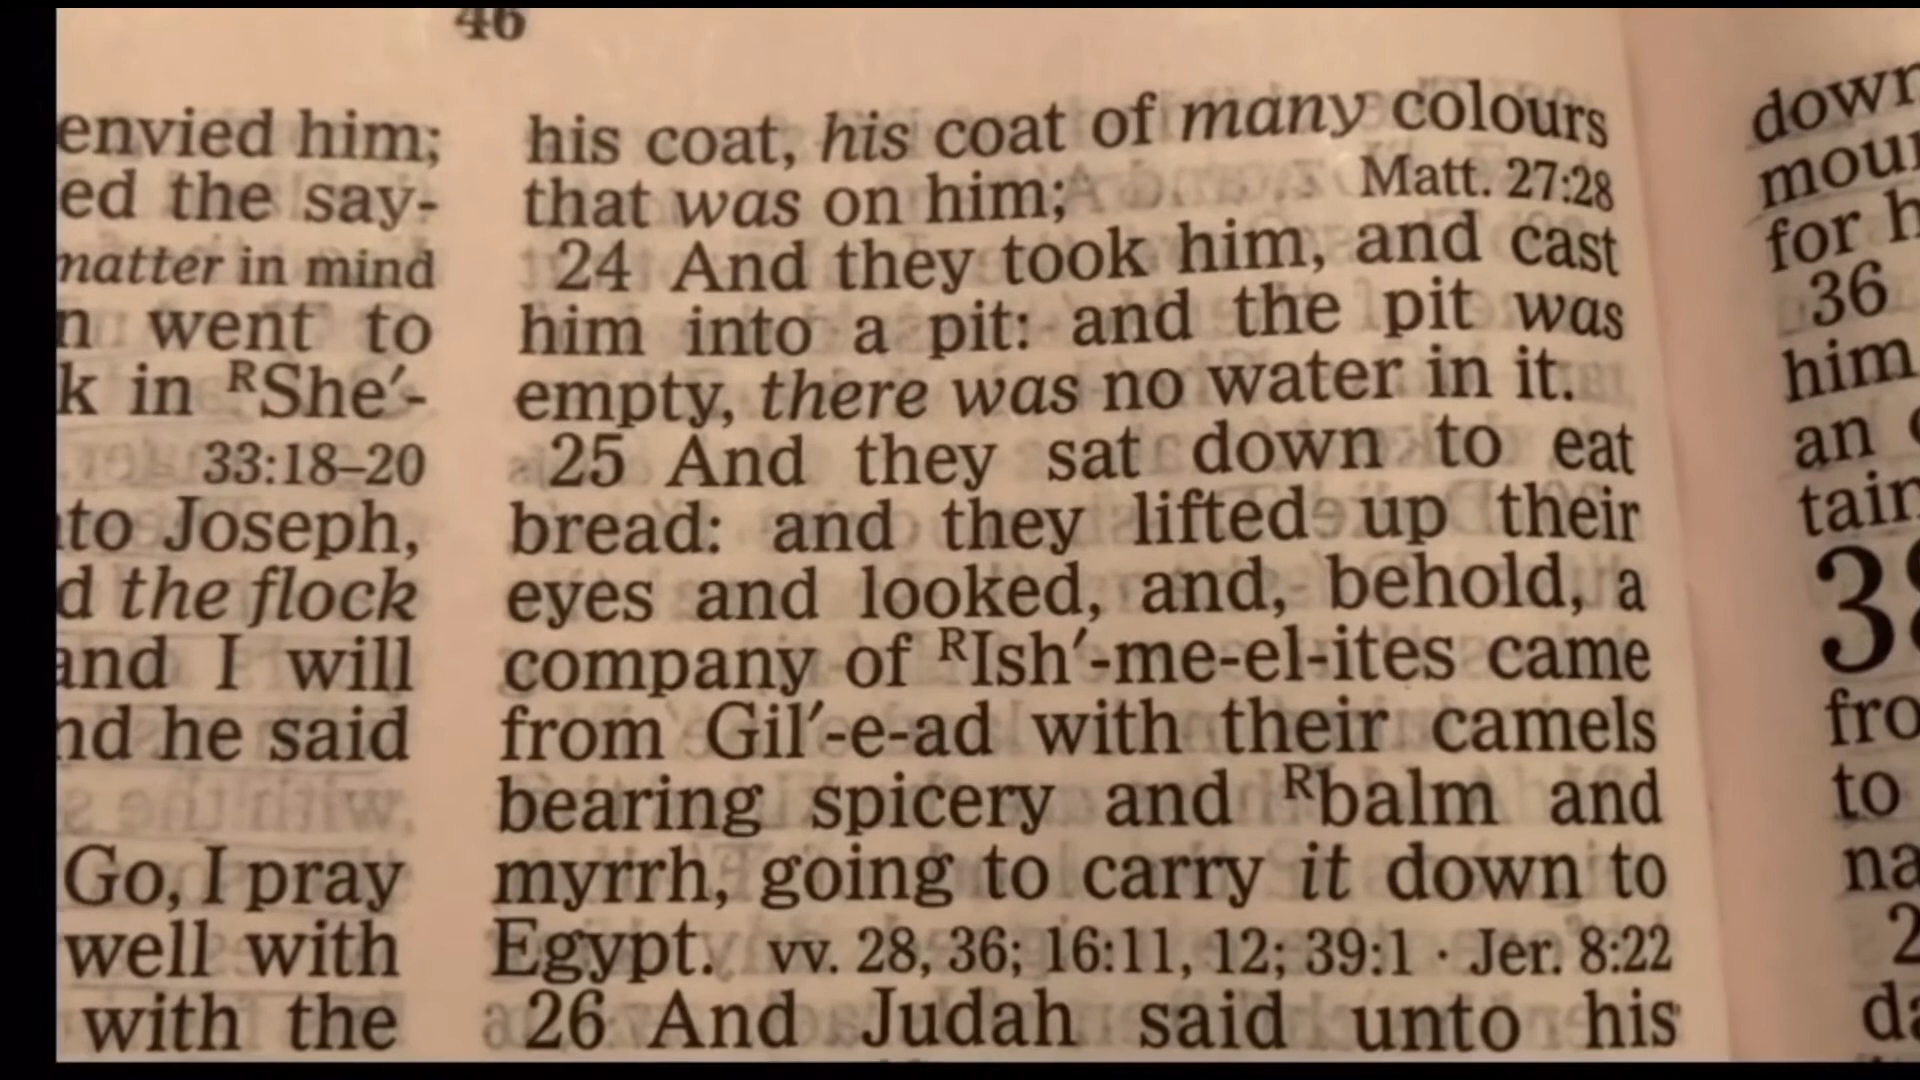 46
envied him;
ed the say-
matter in mind
n went to
k in RShe′-
33:18–20
to Joseph,
d the flock
and I will
nd he said
Go, I pray
well with
with the
his coat, his coat of many colours
that was on him; Matt. 27:28
24 And they took him, and cast
him into a pit: and the pit was
empty, there was no water in it.
25 And they sat down to eat
bread: and they lifted up their
eyes and looked, and, behold, a
company of RIsh′-me-el-ites came
from Gil′-e-ad with their camels
bearing spicery and Rbalm and
myrrh, going to carry it down to
Egypt. vv. 28, 36; 16:11, 12; 39:1 · Jer. 8:22
26 And Judah said unto his
down
mour
for h
36
him
an
tain
38
fro
to
na
2
da